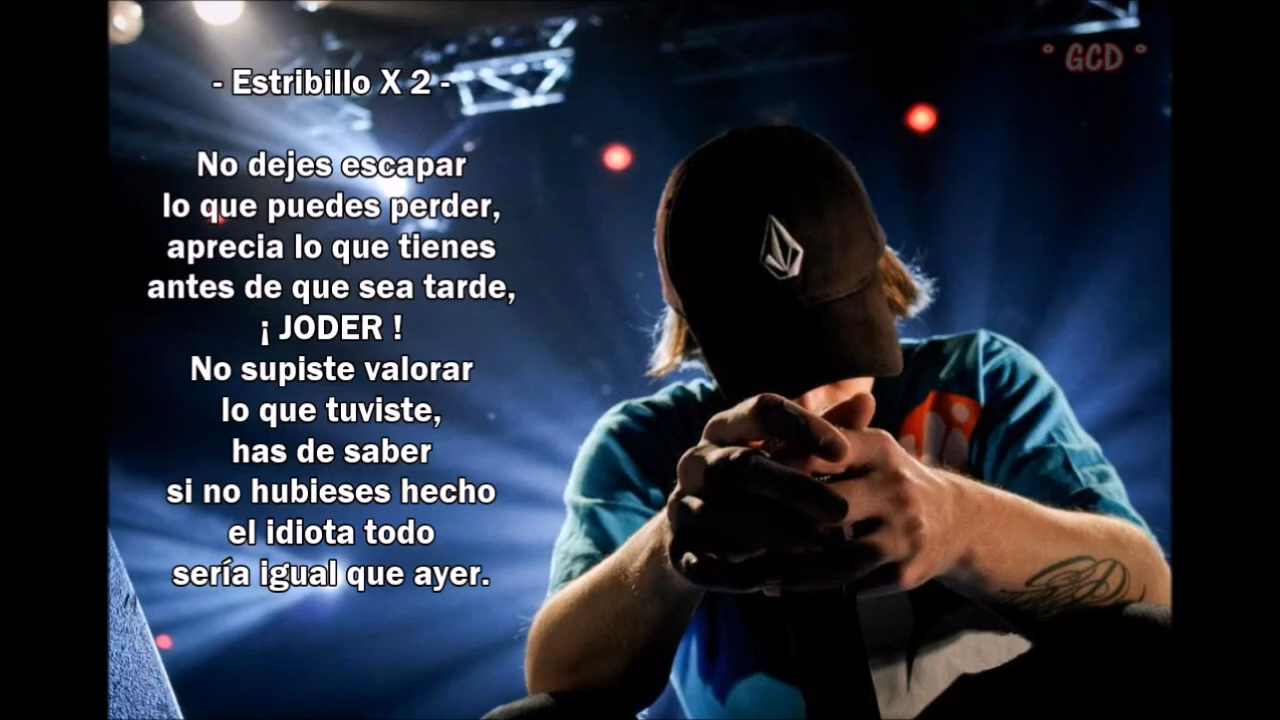 - Estribillo X 2 -
° GCD °
No dejes escapar
lo que puedes perder,
aprecia lo que tienes
antes de que sea tarde,
¡ JODER !
No supiste valorar
lo que tuviste,
has de saber
si no hubieses hecho
el idiota todo
sería igual que ayer.